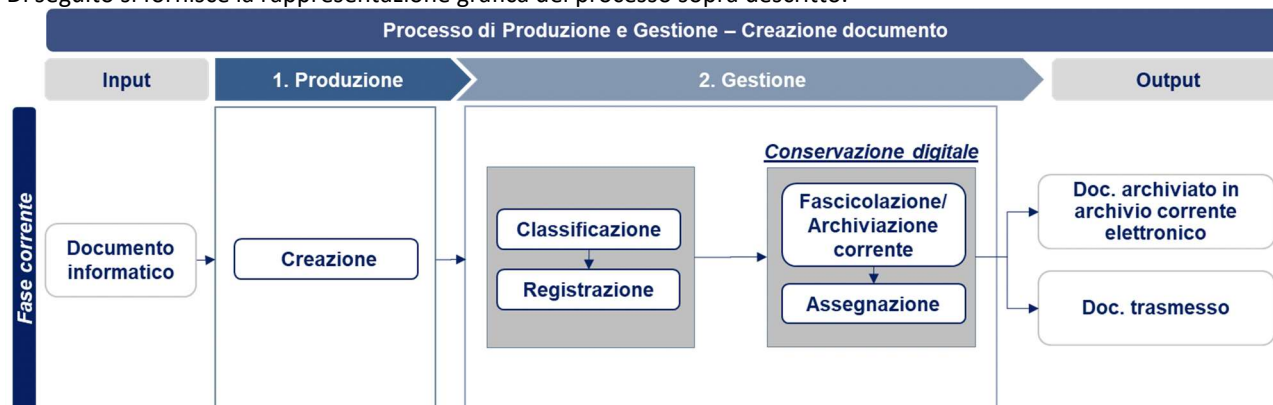 Di seguito si fornisce la rappresentazione grafica del processo sopra descritto:
Processo di Produzione e Gestione – Creazione documento
Input
1. Produzione
2. Gestione
Output
Fase corrente
Documento
informatico
Creazione
Classificazione
Registrazione
Conservazione digitale
Fascicolazione/
Archiviazione
corrente
Assegnazione
Doc. archiviato in
archivio corrente
elettronico
Doc. trasmesso